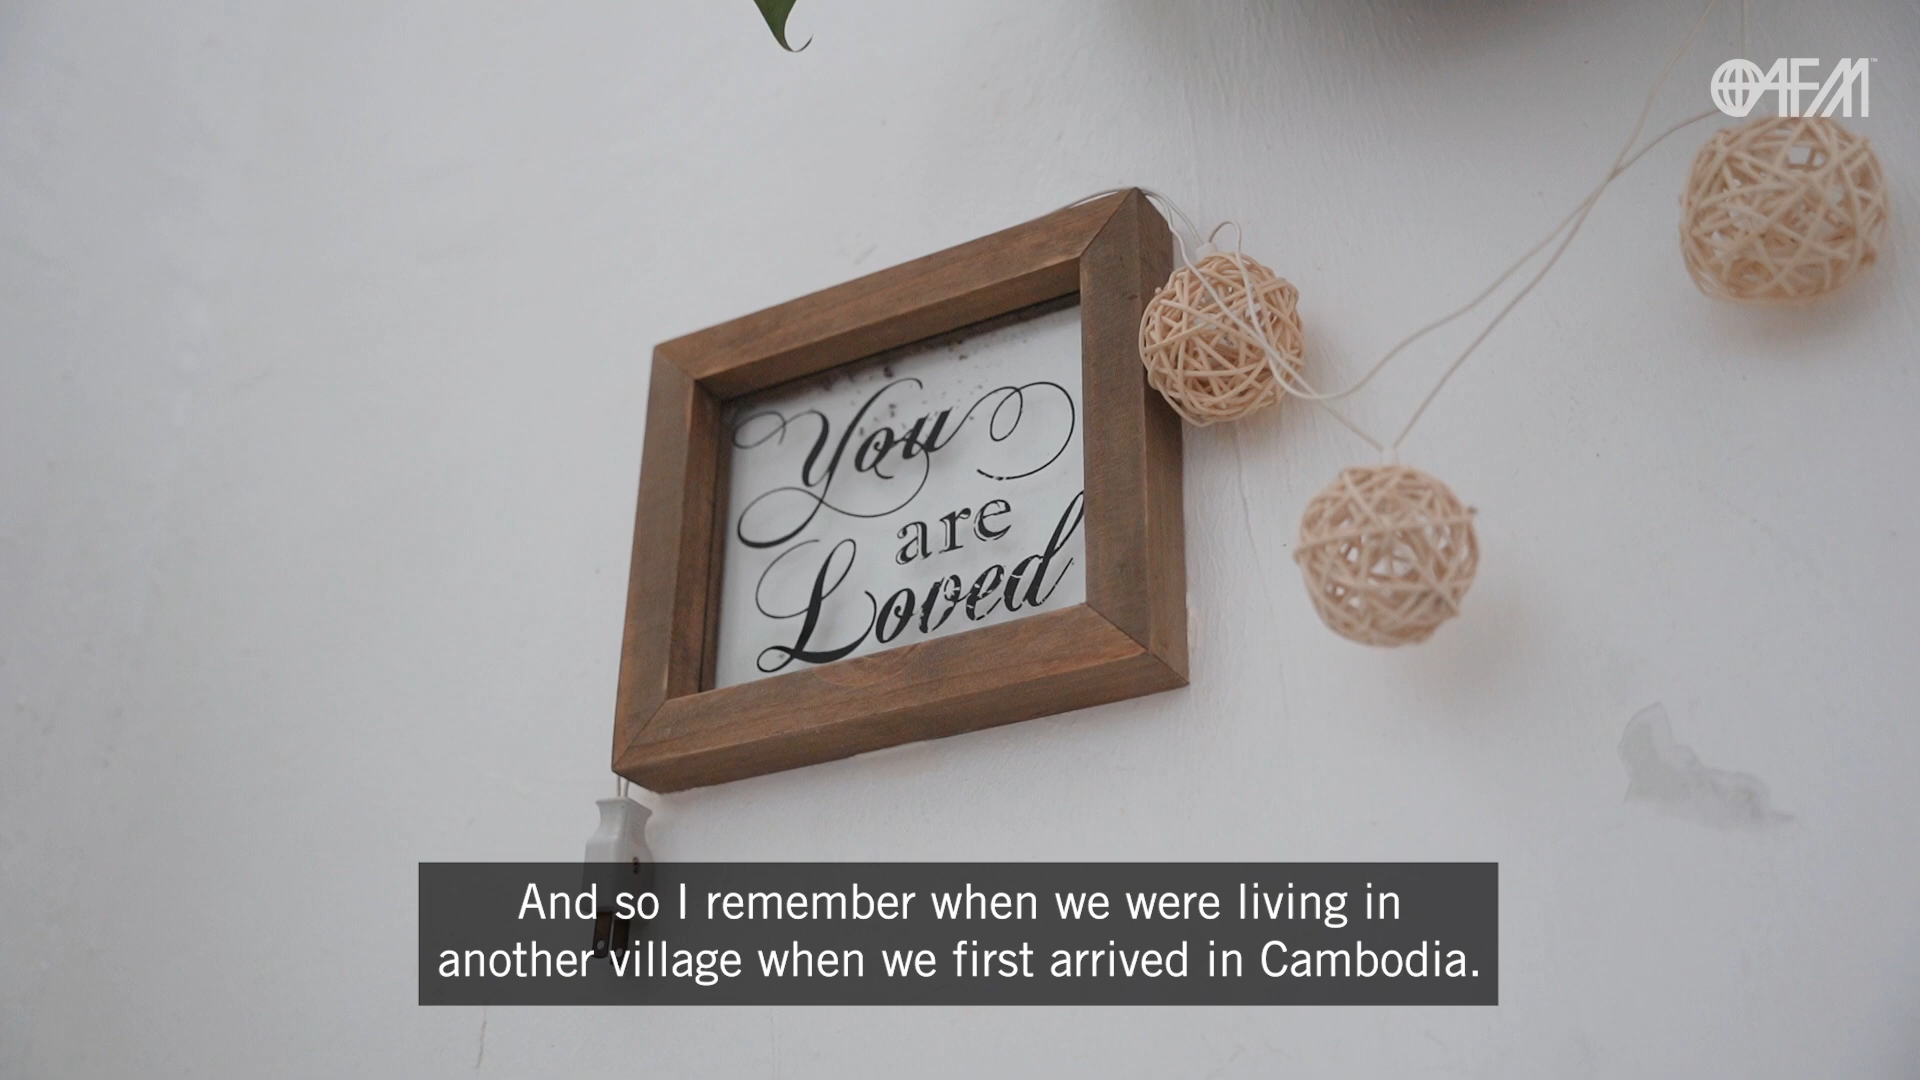 AFM™
You
are
Loved
And so I remember when we were living in
another village when we first arrived in Cambodia.